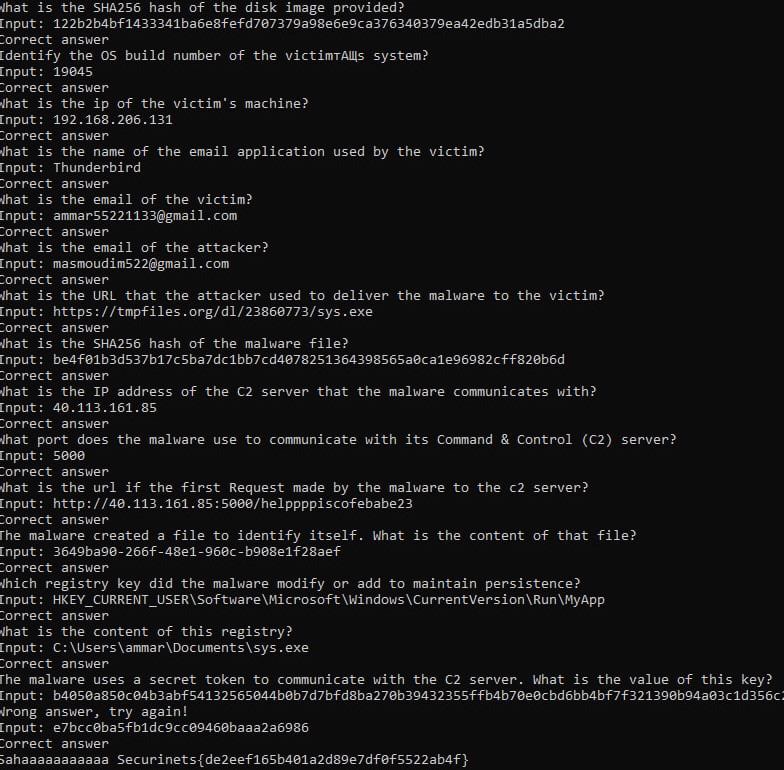 What is the SHA256 hash of the disk image provided?
Input: 122b2b4bf1433341ba6e8fefd707379a98e6e9ca376340379ea42edb31a5dba2
Correct answer
Identify the OS build number of the victimтАЩs system?
Input: 19045
Correct answer
What is the ip of the victim's machine?
Input: 192.168.206.131
Correct answer
What is the name of the email application used by the victim?
Input: Thunderbird
Correct answer
What is the email of the victim?
Input: ammar55221133@gmail.com
Correct answer
What is the email of the attacker?
Input: masmoudim522@gmail.com
Correct answer
What is the URL that the attacker used to deliver the malware to the victim?
Input: https://tmpfiles.org/dl/23860773/sys.exe
Correct answer
What is the SHA256 hash of the malware file?
Input: be4f01b3d537b17c5ba7dc1bb7cd4078251364398565a0ca1e96982cff820b6d
Correct answer
What is the IP address of the C2 server that the malware communicates with?
Input: 40.113.161.85
Correct answer
What port does the malware use to communicate with its Command & Control (C2) server?
Input: 5000
Correct answer
What is the url if the first Request made by the malware to the c2 server?
Input: http://40.113.161.85:5000/helppppiscofebabe23
Correct answer
The malware created a file to identify itself. What is the content of that file?
Input: 3649ba90-266f-48e1-960c-b908e1f28aef
Correct answer
Which registry key did the malware modify or add to maintain persistence?
Input: HKEY_CURRENT_USER\Software\Microsoft\Windows\CurrentVersion\Run\MyApp
Correct answer
What is the content of this registry?
Input: C:\Users\ammar\Documents\sys.exe
Correct answer
The malware uses a secret token to communicate with the C2 server. What is the value of this key?
Input: b4050a850c04b3abf54132565044b0b7d7bfd8ba270b39432355ffb4b70e0cbd6bb4bf7f321390b94a03c1d356c2
Wrong answer, try again!
Input: e7bcc0ba5fb1dc9cc09460baaa2a6986
Correct answer
Sahaaaaaaaaaaa Securinets{de2eef165b401a2d89e7df0f5522ab4f}